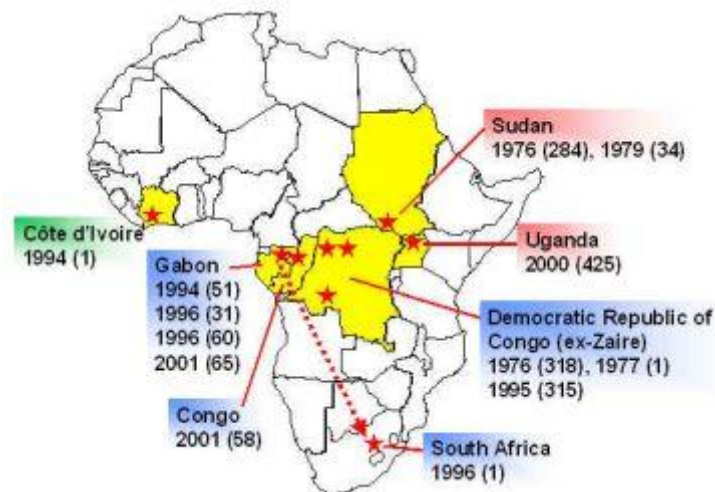 Sudan
1976 (284), 1979 (34)
Côte d'Ivoire
1994 (1)
Uganda
2000 (425)
Gabon
1994 (51)
1996 (31)
1996 (60)
2001 (65)
Democratic Republic of
Congo (ex-Zaire)
1976 (318), 1977 (1)
1995 (315)
Congo
2001 (58)
South Africa
1996 (1)